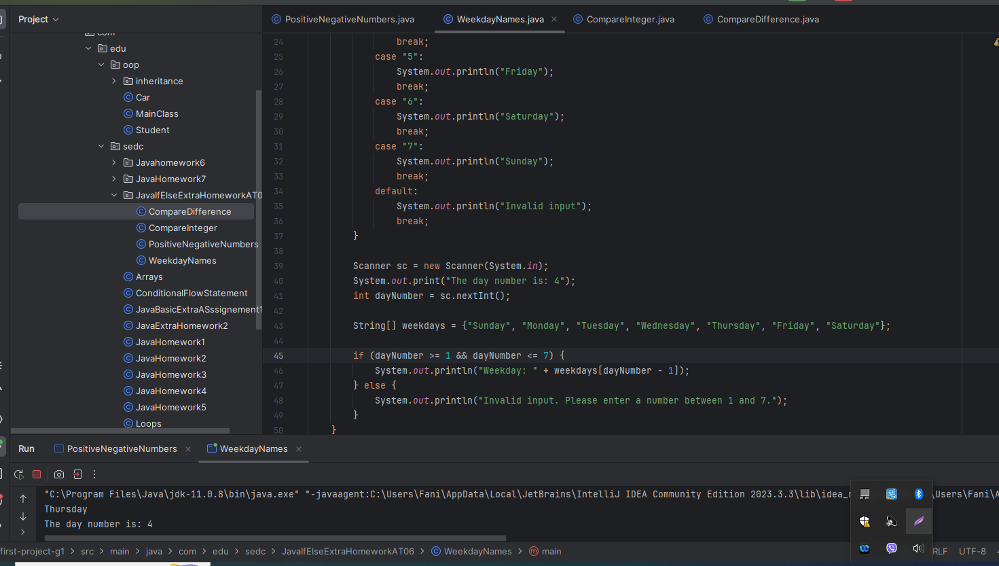 Project
PositiveNegativeNumbers.java
WeekdayNames.java
CompareInteger.java
CompareDifference.java
com
edu
oop
inheritance
Car
MainClass
Student
sedc
Javahomework6
JavaHomework7
JavaIfElseExtraHomeworkAT0
CompareDifference
CompareInteger
PositiveNegativeNumbers
WeekdayNames
Arrays
ConditionalFlowStatement
JavaBasicExtraASssignement1
JavaExtraHomework2
JavaHomework1
JavaHomework2
JavaHomework3
JavaHomework4
JavaHomework5
Loops
24 break;
25 case "5":
26 System.out.println("Friday");
27 break;
28 case "6":
29 System.out.println("Saturday");
30 break;
31 case "7":
32 System.out.println("Sunday");
33 break;
34 default:
35 System.out.println("Invalid input");
36 break;
37 }
38
39 Scanner sc = new Scanner(System.in);
40 System.out.print("The day number is: 4");
41 int dayNumber = sc.nextInt();
42
43 String[] weekdays = {"Sunday", "Monday", "Tuesday", "Wednesday", "Thursday", "Friday", "Saturday"};
44
45 if (dayNumber >= 1 && dayNumber <= 7) {
46 System.out.println("Weekday: " + weekdays[dayNumber - 1]);
47 } else {
48 System.out.println("Invalid input. Please enter a number between 1 and 7.");
49 }
50 }
Run
PositiveNegativeNumbers
WeekdayNames
"C:\Program Files\Java\jdk-11.0.8\bin\java.exe" "-javaagent:C:\Users\Fani\AppData\Local\JetBrains\IntelliJ IDEA Community Edition 2023.3.3\lib\idea_r \Users\Fani\A
Thursday
The day number is: 4
first-project-g1 > src > main > java > com > edu > sedc > JavaIfElseExtraHomeworkAT06 > WeekdayNames > main
RLF UTF-8